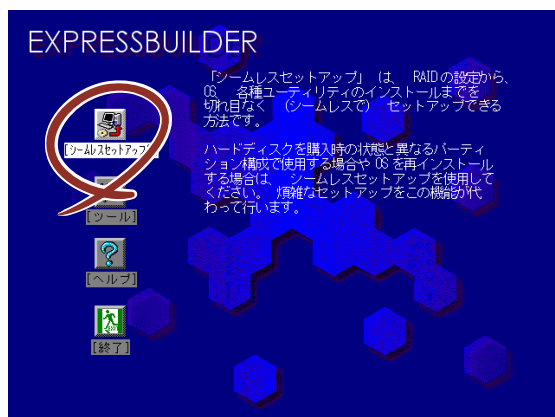 EXPRESSBUILDER
「シームレスセットアップ」 は、 RAIDの設定から、
OS、 各種ユーティリティのインストールまでを
切れ目なく （シームレスで） セットアップできる
方法です。
ハードディスクを購入時の状態と異なるパーティ
ション構成で使用する場合や OS を再インストール
する場合は、 シームレスセットアップを使用して
ください。 煩雑なセットアップをこの機能が代
わって行います。
[シームレスセットアップ]
[ツール]
[ヘルプ]
[終了]